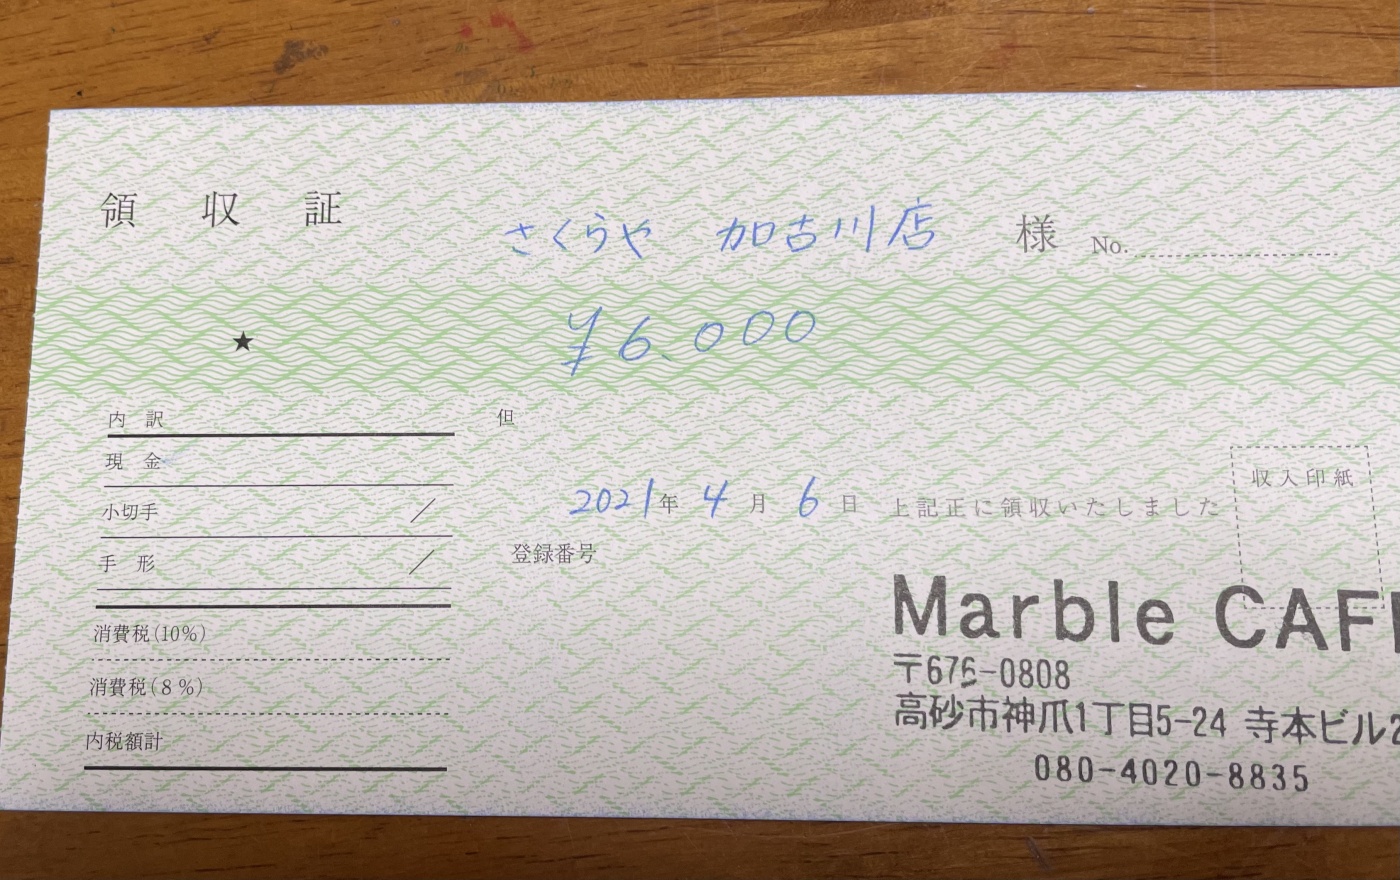 領 収 証
さくらや 加古川店 様 No.
★
¥6.000
内 訳
但
現 金
小切手 /
手 形 /
2021年 4月 6日 上記正に領収いたしました
収入印紙
登録番号
消費税(10%)
消費税(8%)
内税額計
Marble CAF
〒676-0808
高砂市神爪1丁目5-24 寺本ビル2
080-4020-8835